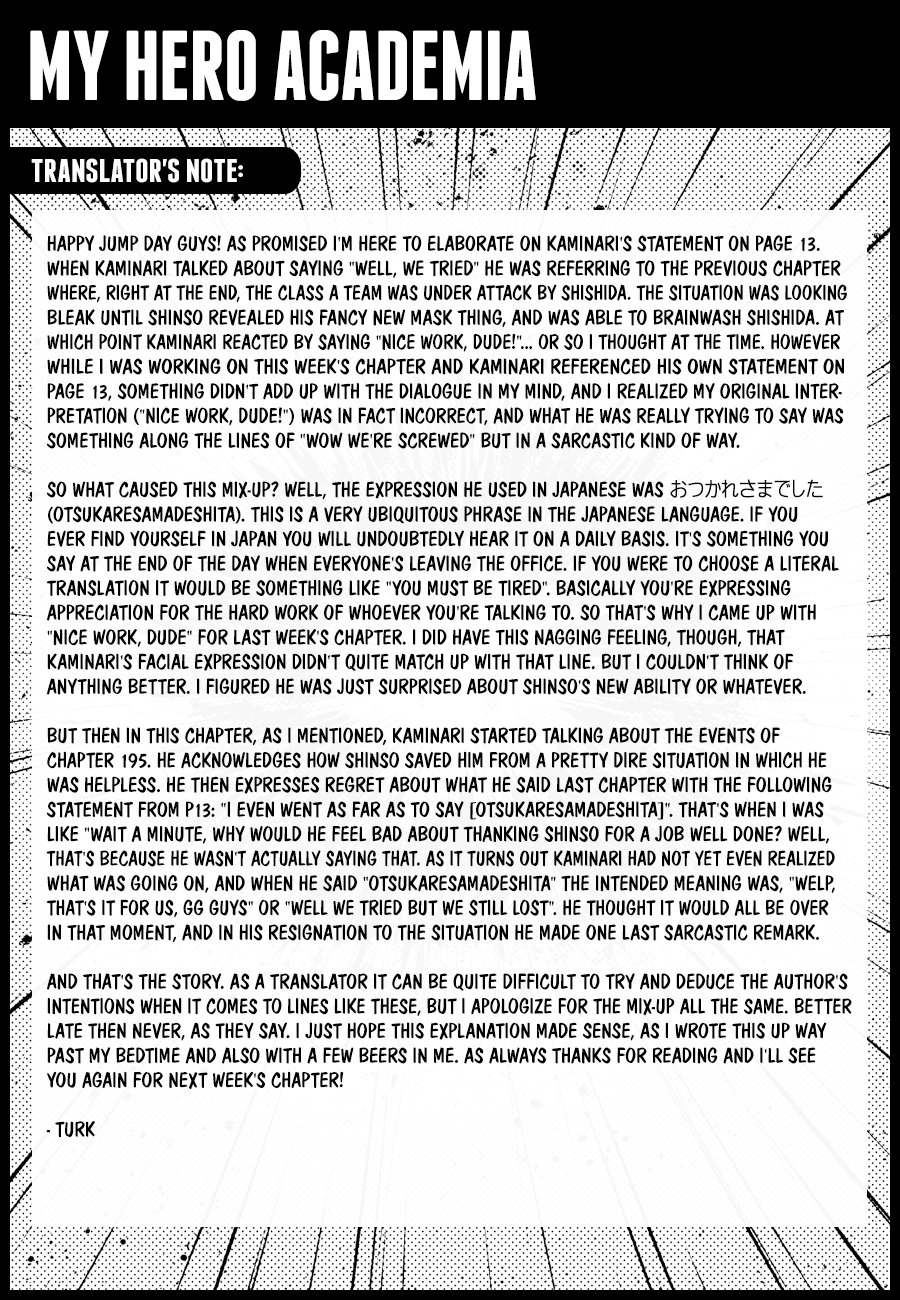 MY HERO ACADEMIA
TRANSLATOR'S NOTE:
HAPPY JUMP DAY GUYS! AS PROMISED I'M HERE TO ELABORATE ON KAMINARI'S STATEMENT ON PAGE 13.
WHEN KAMINARI TALKED ABOUT SAYING "WELL, WE TRIED" HE WAS REFERRING TO THE PREVIOUS CHAPTER
WHERE, RIGHT AT THE END, THE CLASS A TEAM WAS UNDER ATTACK BY SHISHIDA. THE SITUATION WAS LOOKING
BLEAK UNTIL SHINSO REVEALED HIS FANCY NEW MASK THING, AND WAS ABLE TO BRAINWASH SHISHIDA. AT
WHICH POINT KAMINARI REACTED BY SAYING "NICE WORK, DUDE!"... OR SO I THOUGHT AT THE TIME. HOWEVER
WHILE I WAS WORKING ON THIS WEEK'S CHAPTER AND KAMINARI REFERENCED HIS OWN STATEMENT ON
PAGE 13, SOMETHING DIDN'T ADD UP WITH THE DIALOGUE IN MY MIND, AND I REALIZED MY ORIGINAL INTER-
PRETATION ("NICE WORK, DUDE!") WAS IN FACT INCORRECT, AND WHAT HE WAS REALLY TRYING TO SAY WAS
SOMETHING ALONG THE LINES OF "WOW WE'RE SCREWED" BUT IN A SARCASTIC KIND OF WAY.
SO WHAT CAUSED THIS MIX-UP? WELL, THE EXPRESSION HE USED IN JAPANESE WAS おつかれさまでした
(OTSUKARESAMADESHITA). THIS IS A VERY UBIQUITOUS PHRASE IN THE JAPANESE LANGUAGE. IF YOU
EVER FIND YOURSELF IN JAPAN YOU WILL UNDOUBTEDLY HEAR IT ON A DAILY BASIS. IT'S SOMETHING YOU
SAY AT THE END OF THE DAY WHEN EVERYONE'S LEAVING THE OFFICE. IF YOU WERE TO CHOOSE A LITERAL
TRANSLATION IT WOULD BE SOMETHING LIKE "YOU MUST BE TIRED". BASICALLY YOU'RE EXPRESSING
APPRECIATION FOR THE HARD WORK OF WHOEVER YOU'RE TALKING TO. SO THAT'S WHY I CAME UP WITH
"NICE WORK, DUDE" FOR LAST WEEK'S CHAPTER. I DID HAVE THIS NAGGING FEELING, THOUGH, THAT
KAMINARI'S FACIAL EXPRESSION DIDN'T QUITE MATCH UP WITH THAT LINE. BUT I COULDN'T THINK OF
ANYTHING BETTER. I FIGURED HE WAS JUST SURPRISED ABOUT SHINSO'S NEW ABILITY OR WHATEVER.
BUT THEN IN THIS CHAPTER, AS I MENTIONED, KAMINARI STARTED TALKING ABOUT THE EVENTS OF
CHAPTER 195. HE ACKNOWLEDGES HOW SHINSO SAVED HIM FROM A PRETTY DIRE SITUATION IN WHICH HE
WAS HELPLESS. HE THEN EXPRESSES REGRET ABOUT WHAT HE SAID LAST CHAPTER WITH THE FOLLOWING
STATEMENT FROM P13: "I EVEN WENT AS FAR AS TO SAY [OTSUKARESAMADESHITA]". THAT'S WHEN I WAS
LIKE "WAIT A MINUTE, WHY WOULD HE FEEL BAD ABOUT THANKING SHINSO FOR A JOB WELL DONE? WELL,
THAT'S BECAUSE HE WASN'T ACTUALLY SAYING THAT. AS IT TURNS OUT KAMINARI HAD NOT YET EVEN REALIZED
WHAT WAS GOING ON, AND WHEN HE SAID "OTSUKARESAMADESHITA" THE INTENDED MEANING WAS, "WELP,
THAT'S IT FOR US, GG GUYS" OR "WELL WE TRIED BUT WE STILL LOST". HE THOUGHT IT WOULD ALL BE OVER
IN THAT MOMENT, AND IN HIS RESIGNATION TO THE SITUATION HE MADE ONE LAST SARCASTIC REMARK.
AND THAT'S THE STORY. AS A TRANSLATOR IT CAN BE QUITE DIFFICULT TO TRY AND DEDUCE THE AUTHOR'S
INTENTIONS WHEN IT COMES TO LINES LIKE THESE, BUT I APOLOGIZE FOR THE MIX-UP ALL THE SAME. BETTER
LATE THEN NEVER, AS THEY SAY. I JUST HOPE THIS EXPLANATION MADE SENSE, AS I WROTE THIS UP WAY
PAST MY BEDTIME AND ALSO WITH A FEW BEERS IN ME. AS ALWAYS THANKS FOR READING AND I'LL SEE
YOU AGAIN FOR NEXT WEEK'S CHAPTER!
- TURK